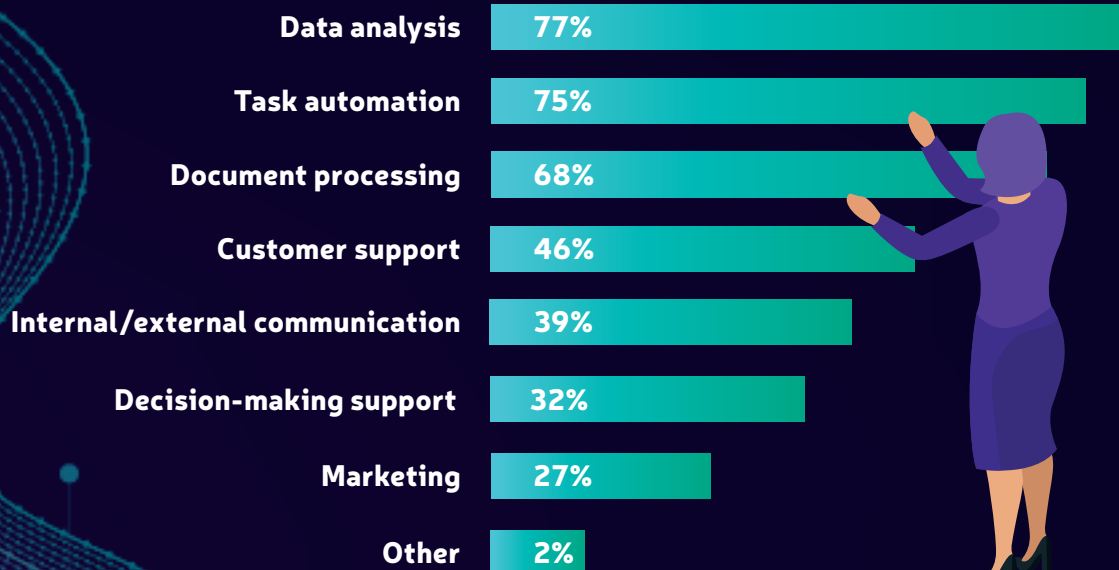 Data analysis 77%
Task automation 75%
Document processing 68%
Customer support 46%
Internal/external communication 39%
Decision-making support 32%
Marketing 27%
Other 2%